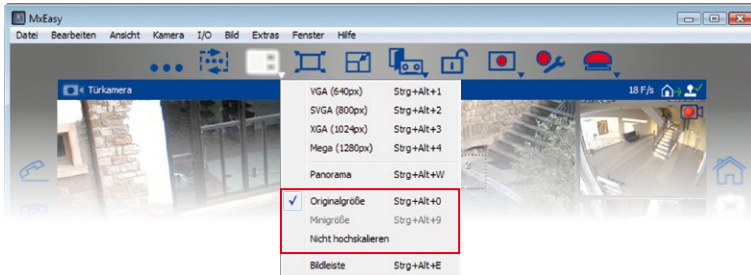 MxEasy
Datei Bearbeiten Ansicht Kamera I/O Bild Extras Fenster Hilfe
Türkamera
18 F/s
VGA (640px) Strg+Alt+1
SVGA (800px) Strg+Alt+2
XGA (1024px) Strg+Alt+3
Mega (1280px) Strg+Alt+4
Panorama Strg+Alt+W
2
Originalgröße Strg+Alt+0
Minigröße Strg+Alt+9
Nicht hochskalieren
Bildleiste Strg+Alt+E